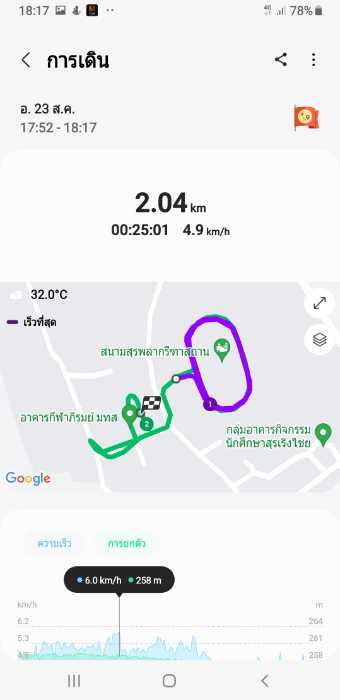 18:17
78%
การเดิน
อ. 23 ส.ค.
17:52 - 18:17
2.04 km
00:25:01 4.9 km/h
32.0°C
เร็วที่สุด
สนามสุรพลากรีฑาสถาน
1
อาคารกีฬาภิรมย์ มทส
2
กลุ่มอาคารกิจกรรม
นักศึกษาสุรเริงไชย
Google
ความเร็ว การยกตัว
6.0 km/h 258 m
km/h m
6.2 264
5.3 261
4.5 258